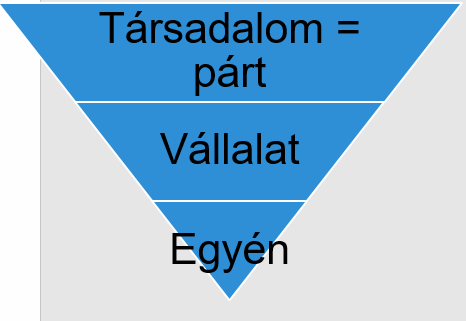 Társadalom =
párt
Vállalat
Egyén